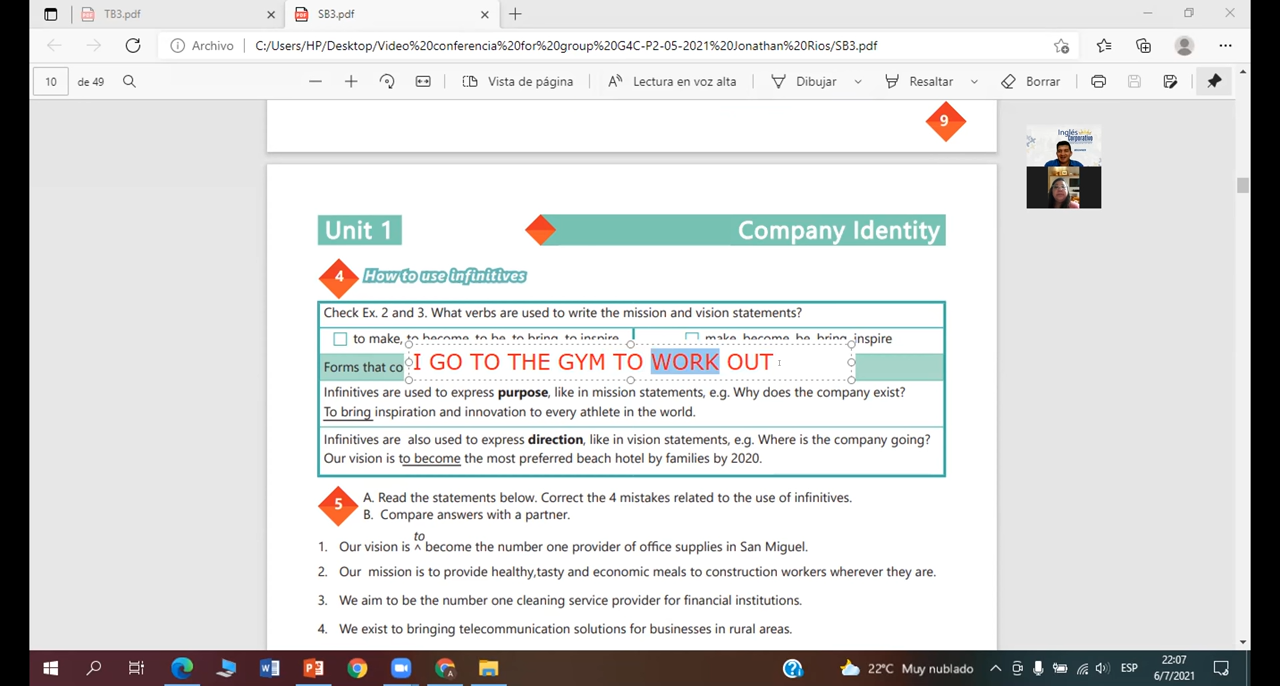 TB3.pdf
SB3.pdf
Archivo
C:/Users/HP/Desktop/Video%20conferencia%20for%20group%20G4C-P2-05-2021%20Jonathan%20Rios/SB3.pdf
10 de 49
Vista de página
Lectura en voz alta
Dibujar
Resaltar
Borrar
9
Inglés
Corporativo
Unit 1
Company Identity
4 How to use infinitives
Check Ex. 2 and 3. What verbs are used to write the mission and vision statements?
to make, to become, to be, to bring, to inspire
make, become, be, bring, inspire
Forms that co
I GO TO THE GYM TO WORK OUT
Infinitives are used to express purpose, like in mission statements, e.g. Why does the company exist?
To bring inspiration and innovation to every athlete in the world.
Infinitives are also used to express direction, like in vision statements, e.g. Where is the company going?
Our vision is to become the most preferred beach hotel by families by 2020.
5 A. Read the statements below. Correct the 4 mistakes related to the use of infinitives.
B. Compare answers with a partner.
to
1. Our vision is ^ become the number one provider of office supplies in San Miguel.
2. Our mission is to provide healthy,tasty and economic meals to construction workers wherever they are.
3. We aim to be the number one cleaning service provider for financial institutions.
4. We exist to bringing telecommunication solutions for businesses in rural areas.
22°C Muy nublado
ESP
22:07
6/7/2021